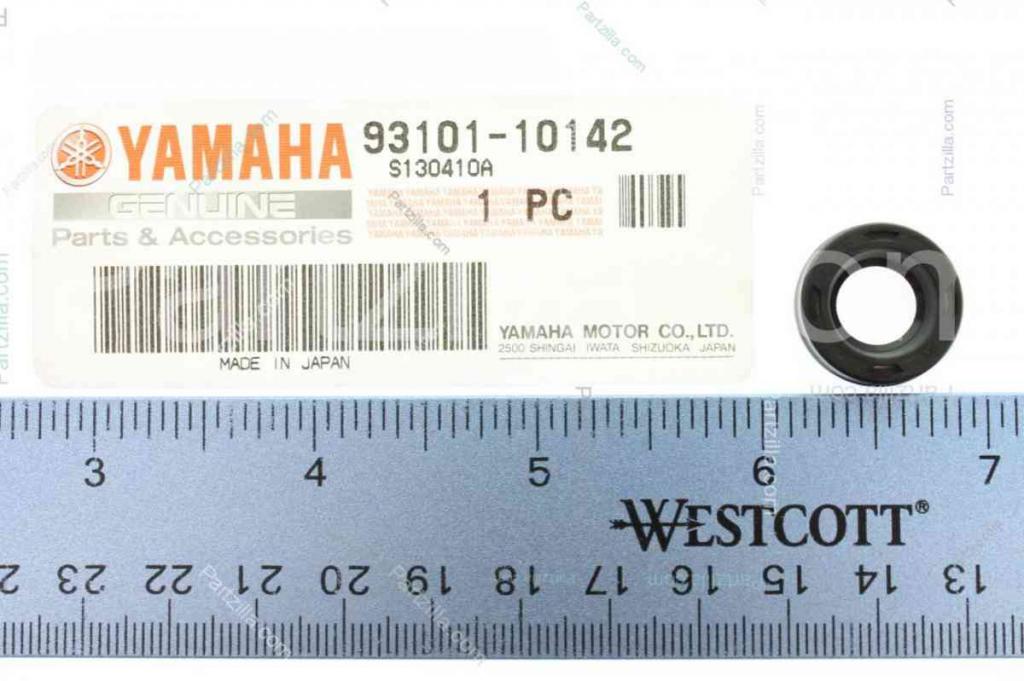 YAMAHA 93101-10142
S130410A
GENUINE
1 PC
Parts & Accessories
YAMAHA MOTOR CO., LTD.
2500 SHINGAI IWATA SHIZUOKA JAPAN
MADE IN JAPAN
3 4 5 6 7
WESTCOTT®
23 22 21 20 19 18 17 16 15 14 13
Partzilla.com